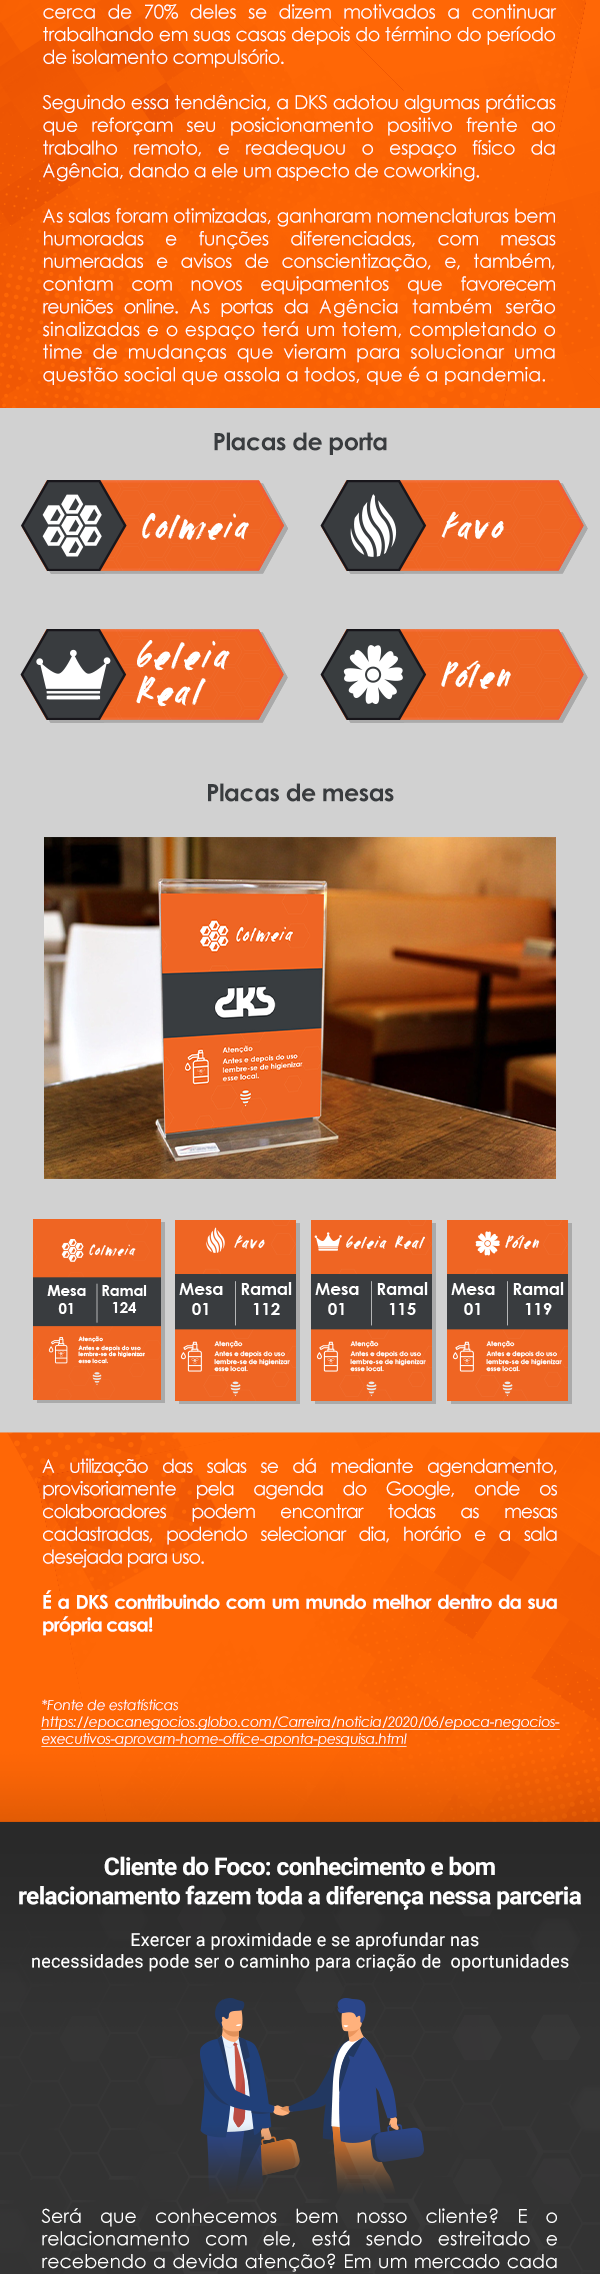 cerca de 70% deles se dizem motivados a continuar
trabalhando em suas casas depois do término do período
de isolamento compulsório.
Seguindo essa tendência, a DKS adotou algumas práticas
que reforçam seu posicionamento positivo frente ao
trabalho remoto, e readequou o espaço físico da
Agência, dando a ele um aspecto de coworking.
As salas foram otimizadas, ganharam nomenclaturas bem
humoradas e funções diferenciadas, com mesas
numeradas e avisos de conscientização, e, também,
contam com novos equipamentos que favorecem
reuniões online. As portas da Agência também serão
sinalizadas e o espaço terá um totem, completando o
time de mudanças que vieram para solucionar uma
questão social que assola a todos, que é a pandemia.
Placas de porta
Colmeia
Favo
Geleia
Real
Pólen
Placas de mesas
Colmeia
DKS
Atenção
Antes e depois do uso
lembre-se de higienizar
esse local.
Colmeia
Mesa
01
Ramal
124
Atenção
Antes e depois do uso
lembre-se de higienizar
esse local.
Favo
Mesa
01
Ramal
112
Atenção
Antes e depois do uso
lembre-se de higienizar
esse local.
Geleia Real
Mesa
01
Ramal
115
Atenção
Antes e depois do uso
lembre-se de higienizar
esse local.
Pólen
Mesa
01
Ramal
119
Atenção
Antes e depois do uso
lembre-se de higienizar
esse local.
A utilização das salas se dá mediante agendamento,
provisoriamente pela agenda do Google, onde os
colaboradores podem encontrar todas as mesas
cadastradas, podendo selecionar dia, horário e a sala
desejada para uso.
É a DKS contribuindo com um mundo melhor dentro da sua
própria casa!
*Fonte de estatísticas
https://epocanegocios.globo.com/Carreira/noticia/2020/06/epoca-negocios-
executivos-aprovam-home-office-aponta-pesquisa.html
Cliente do Foco: conhecimento e bom
relacionamento fazem toda a diferença nessa parceria
Exercer a proximidade e se aprofundar nas
necessidades pode ser o caminho para criação de oportunidades
Será que conhecemos bem nosso cliente? E o
relacionamento com ele, está sendo estreitado e
recebendo a devida atenção? Em um mercado cada